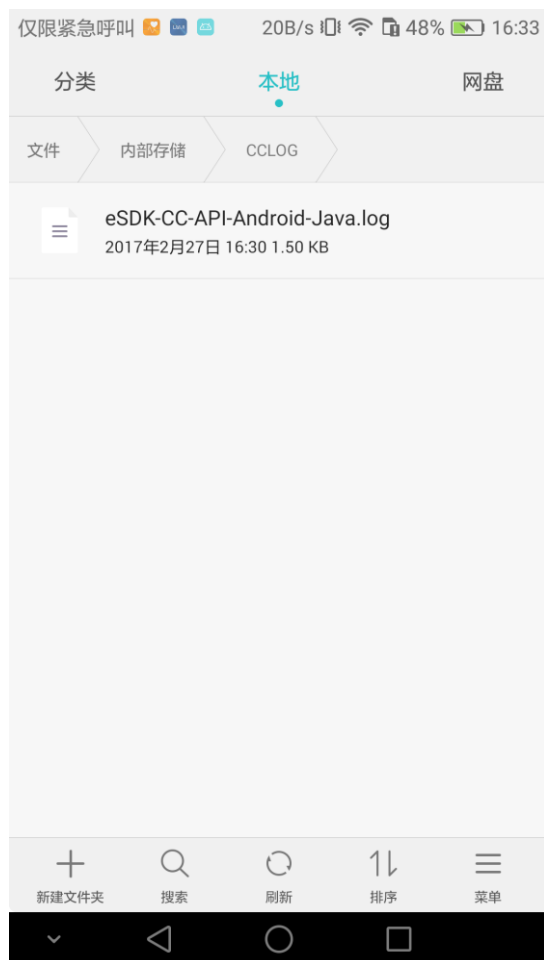 仅限紧急呼叫 20B/s 48% 16:33
分类 本地 网盘
文件 内部存储 CCLOG
eSDK-CC-API-Android-Java.log
2017年2月27日 16:30 1.50 KB
新建文件夹 搜索 刷新 排序 菜单